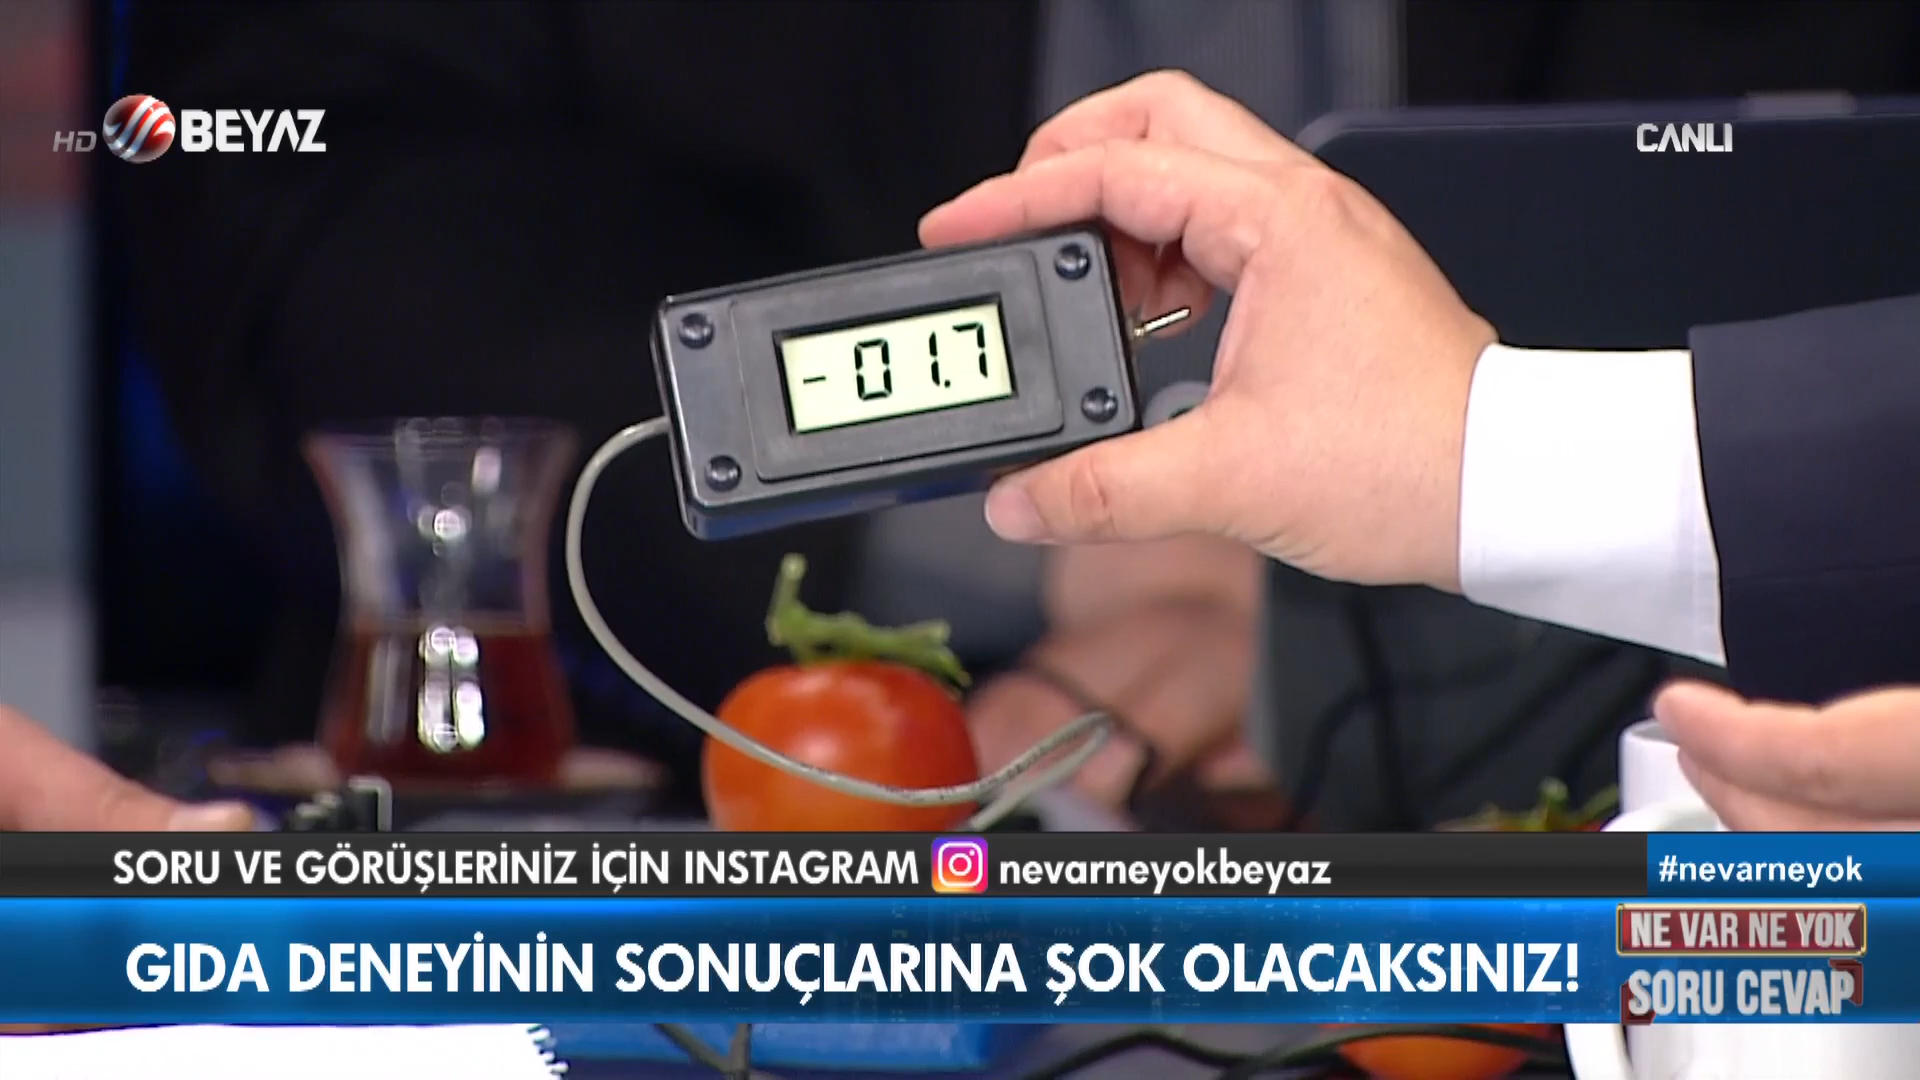 HD BEYAZ
CANLI
- 01.7
SORU VE GÖRÜŞLERİNİZ İÇİN INSTAGRAM nevarneyokbeyaz
#nevarneyok
GIDA DENEYİNİN SONUÇLARINA ŞOK OLACAKSINIZ!
NE VAR NE YOK
SORU CEVAP